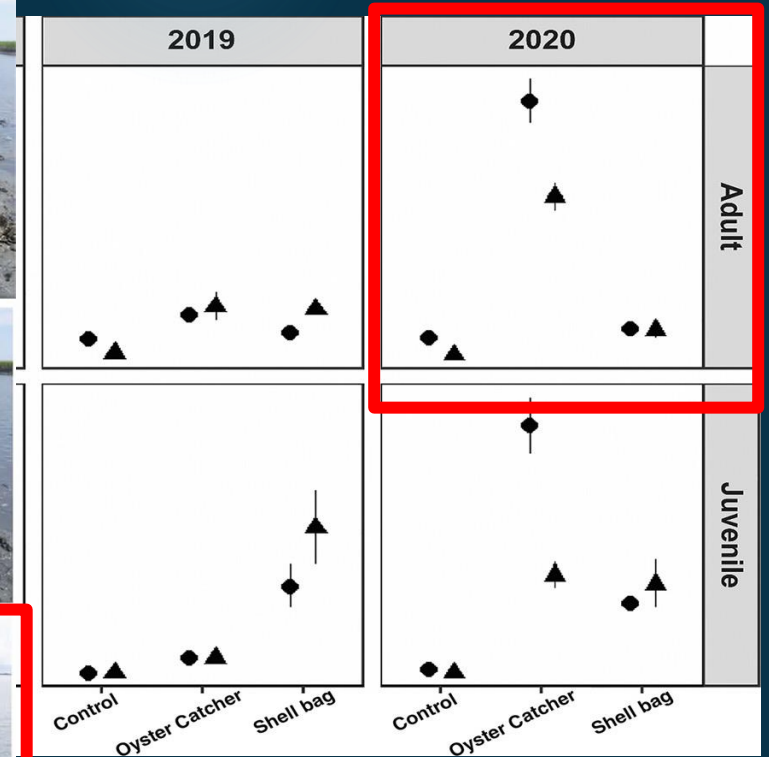 2019
2020
Adult
Juvenile
Control
Oyster Catcher
Shell bag
Control
Oyster Catcher
Shell bag